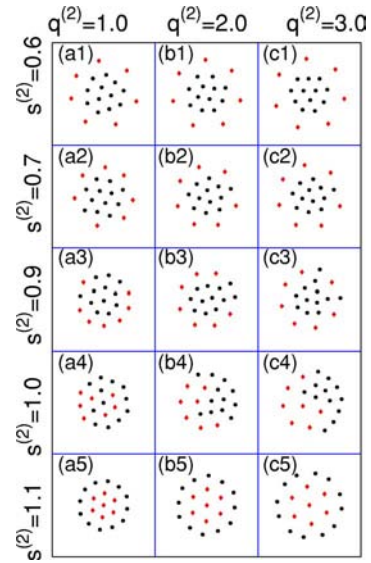 q^(2)=1.0 q^(2)=2.0 q^(2)=3.0
s^(2)=0.6
(a1) (b1) (c1)
s^(2)=0.7
(a2) (b2) (c2)
s^(2)=0.9
(a3) (b3) (c3)
s^(2)=1.0
(a4) (b4) (c4)
s^(2)=1.1
(a5) (b5) (c5)